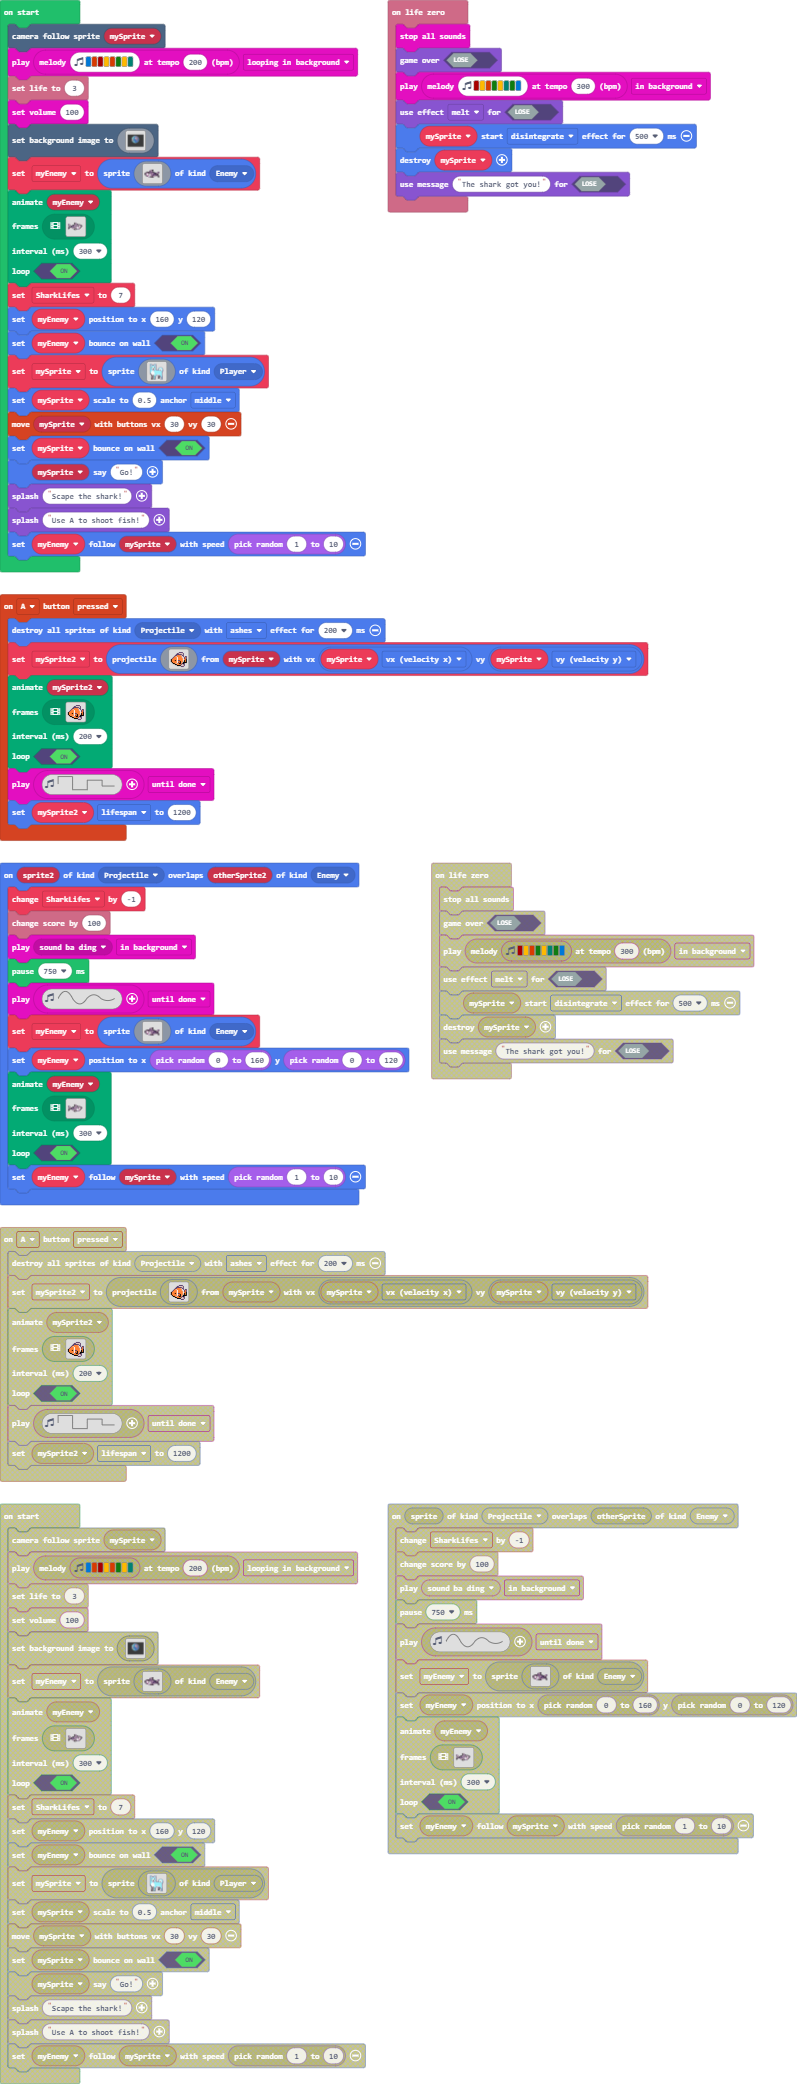 on start
camera follow sprite mySprite
play melody at tempo 200 (bpm) looping in background
set life to 3
set volume 100
set background image to
set myEnemy to sprite of kind Enemy
animate myEnemy
frames
interval (ms) 300
loop ON
set SharkLifes to 7
set myEnemy position to x 160 y 120
set myEnemy bounce on wall ON
set mySprite to sprite of kind Player
set mySprite scale to 0.5 anchor middle
move mySprite with buttons vx 30 vy 30
set mySprite bounce on wall ON
mySprite say "Go!"
splash "Scape the shark!"
splash "Use A to shoot fish!"
set myEnemy follow mySprite with speed pick random 1 to 10
on life zero
stop all sounds
game over LOSE
play melody at tempo 300 (bpm) in background
use effect melt for LOSE
mySprite start disintegrate effect for 500 ms
destroy mySprite
use message "The shark got you!" for LOSE
on A button pressed
destroy all sprites of kind Projectile with ashes effect for 200 ms
set mySprite2 to projectile from mySprite with vx mySprite vx (velocity x) vy mySprite vy (velocity y)
animate mySprite2
frames
interval (ms) 200
loop ON
play until done
set mySprite2 lifespan to 1200
on sprite2 of kind Projectile overlaps otherSprite2 of kind Enemy
change SharkLifes by -1
change score by 100
play sound ba ding in background
pause 750 ms
play until done
set myEnemy to sprite of kind Enemy
set myEnemy position to x pick random 0 to 160 y pick random 0 to 120
animate myEnemy
frames
interval (ms) 300
loop ON
set myEnemy follow mySprite with speed pick random 1 to 10
on life zero
stop all sounds
game over LOSE
play melody at tempo 300 (bpm) in background
use effect melt for LOSE
mySprite start disintegrate effect for 500 ms
destroy mySprite
use message "The shark got you!" for LOSE
on A button pressed
destroy all sprites of kind Projectile with ashes effect for 200 ms
set mySprite2 to projectile from mySprite with vx mySprite vx (velocity x) vy mySprite vy (velocity y)
animate mySprite2
frames
interval (ms) 200
loop ON
play until done
set mySprite2 lifespan to 1200
on start
camera follow sprite mySprite
play melody at tempo 200 (bpm) looping in background
set life to 3
set volume 100
set background image to
set myEnemy to sprite of kind Enemy
animate myEnemy
frames
interval (ms) 300
loop ON
set SharkLifes to 7
set myEnemy position to x 160 y 120
set myEnemy bounce on wall ON
set mySprite to sprite of kind Player
set mySprite scale to 0.5 anchor middle
move mySprite with buttons vx 30 vy 30
set mySprite bounce on wall ON
mySprite say "Go!"
splash "Scape the shark!"
splash "Use A to shoot fish!"
set myEnemy follow mySprite with speed pick random 1 to 10
on sprite of kind Projectile overlaps otherSprite of kind Enemy
change SharkLifes by -1
change score by 100
play sound ba ding in background
pause 750 ms
play until done
set myEnemy to sprite of kind Enemy
set myEnemy position to x pick random 0 to 160 y pick random 0 to 120
animate myEnemy
frames
interval (ms) 300
loop ON
set myEnemy follow mySprite with speed pick random 1 to 10